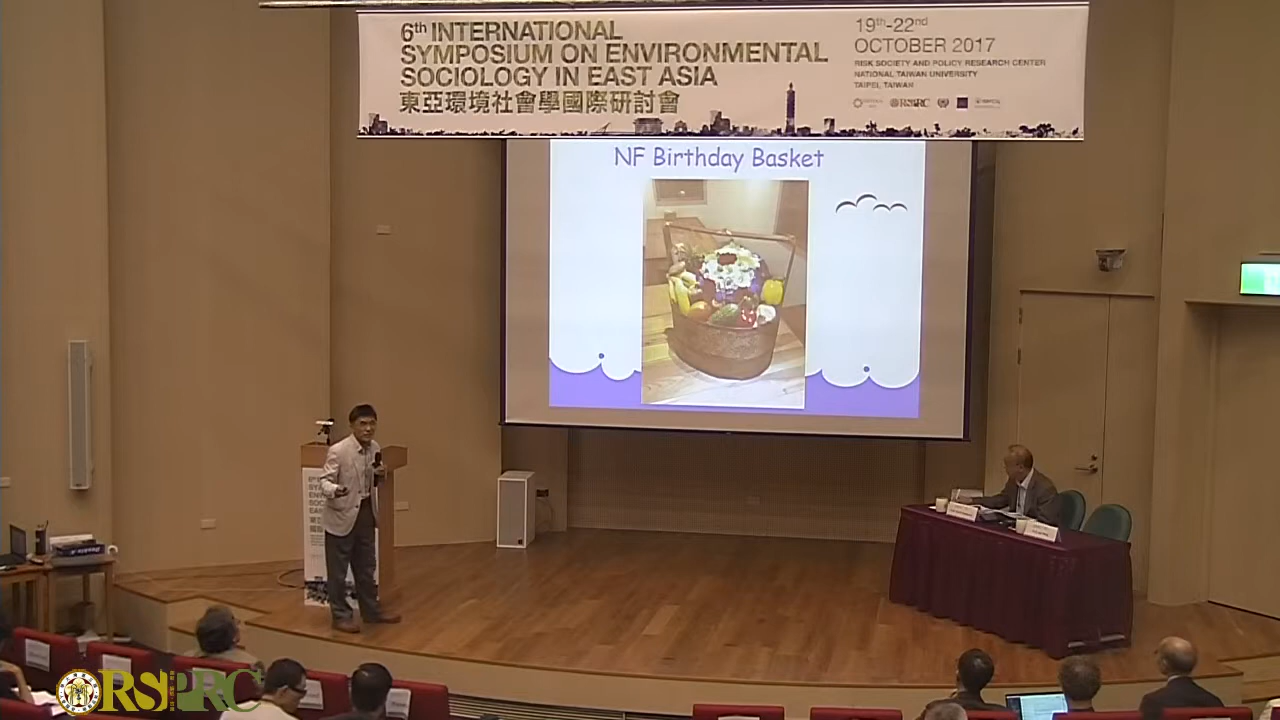 6th INTERNATIONAL
SYMPOSIUM ON ENVIRONMENTAL
SOCIOLOGY IN EAST ASIA
東亞環境社會學國際研討會
19th-22nd
OCTOBER 2017
RISK SOCIETY AND POLICY RESEARCH CENTER
NATIONAL TAIWAN UNIVERSITY
TAIPEI, TAIWAN
RSPRC
NF Birthday Basket
RSPRC